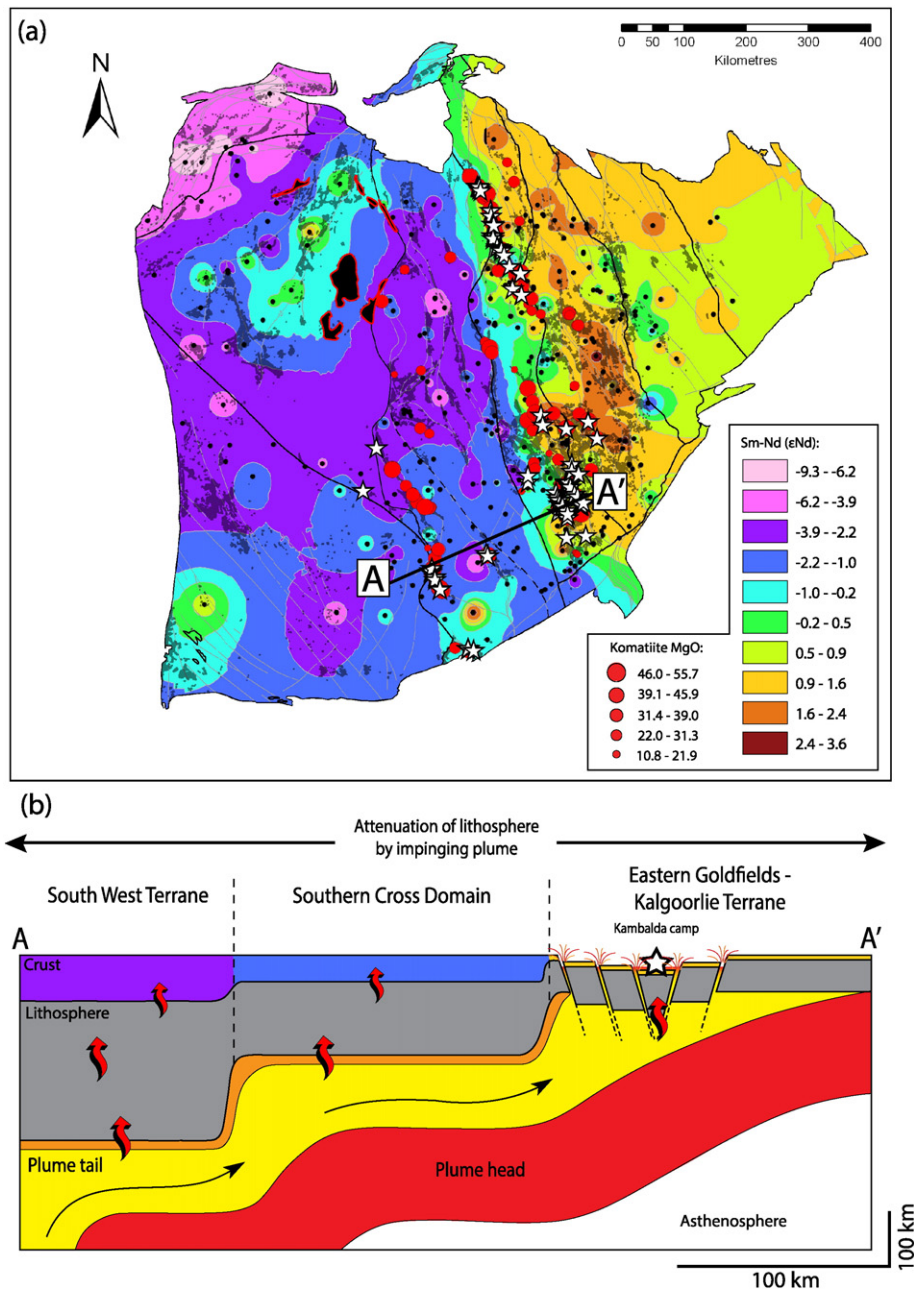 (a)
N
0 50 100 200 300 400
Kilometres
A'
A
Sm-Nd (εNd):
-9.3 - -6.2
-6.2 - -3.9
-3.9 - -2.2
-2.2 - -1.0
-1.0 - -0.2
-0.2 - 0.5
0.5 - 0.9
0.9 - 1.6
1.6 - 2.4
2.4 - 3.6
Komatiite MgO:
46.0 - 55.7
39.1 - 45.9
31.4 - 39.0
22.0 - 31.3
10.8 - 21.9
(b)
Attenuation of lithosphere
by impinging plume
South West Terrane
Southern Cross Domain
Eastern Goldfields -
Kalgoorlie Terrane
Kambalda camp
A
A'
Crust
Lithosphere
Plume tail
Plume head
Asthenosphere
100 km
100 km